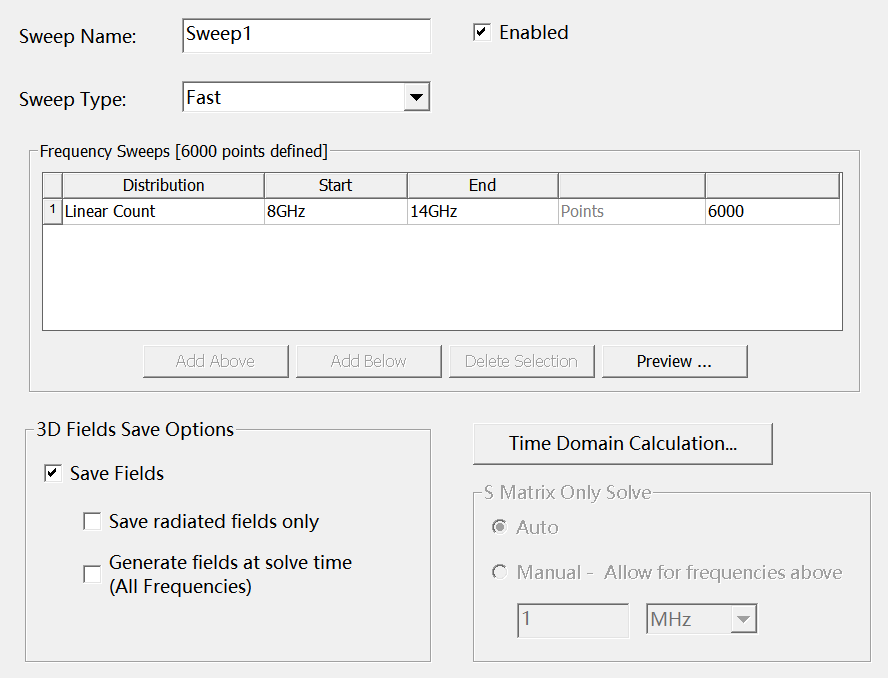 Sweep Name: Sweep1 Enabled
Sweep Type: Fast
Frequency Sweeps [6000 points defined]
Distribution Start End
1 Linear Count 8GHz 14GHz Points 6000
Add Above Add Below Delete Selection Preview ...
3D Fields Save Options
Save Fields
Save radiated fields only
Generate fields at solve time
(All Frequencies)
Time Domain Calculation...
S Matrix Only Solve
Auto
Manual - Allow for frequencies above
1 MHz